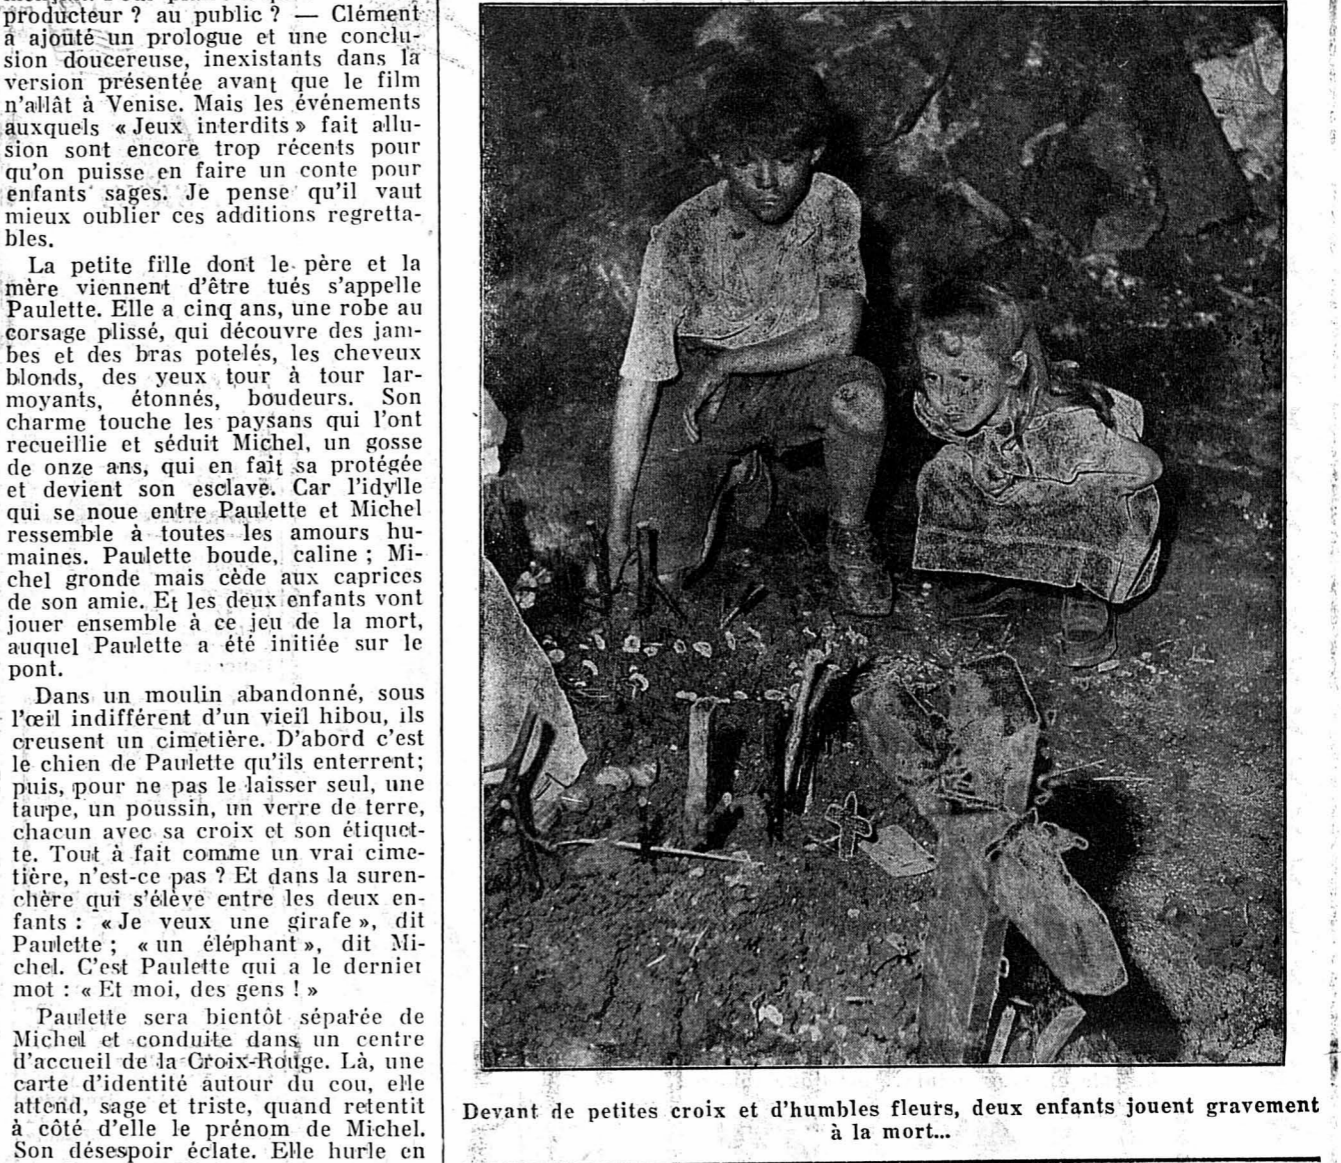 producteur ? au public ? — Clément
a ajouté un prologue et une conclu-
sion doucereuse, inexistants dans la
version présentée avant que le film
n'allât à Venise. Mais les événements
auxquels « Jeux interdits » fait allu-
sion sont encore trop récents pour
qu'on puisse en faire un conte pour
enfants sages. Je pense qu'il vaut
mieux oublier ces additions regretta-
bles.
La petite fille dont le père et la
mère viennent d'être tués s'appelle
Paulette. Elle a cinq ans, une robe au
corsage plissé, qui découvre des jam-
bes et des bras potelés, les cheveux
blonds, des yeux tour à tour lar-
moyants, étonnés, boudeurs. Son
charme touche les paysans qui l'ont
recueillie et séduit Michel, un gosse
de onze ans, qui en fait sa protégée
et devient son esclave. Car l'idylle
qui se noue entre Paulette et Michel
ressemble à toutes les amours hu-
maines. Paulette boude, caline ; Mi-
chel gronde mais cède aux caprices
de son amie. Et les deux enfants vont
jouer ensemble à ce jeu de la mort,
auquel Paulette a été initiée sur le
pont.
Dans un moulin abandonné, sous
l'œil indifférent d'un vieil hibou, ils
creusent un cimetière. D'abord c'est
le chien de Paulette qu'ils enterrent;
puis, pour ne pas le laisser seul, une
taupe, un poussin, un verre de terre,
chacun avec sa croix et son étiquet-
te. Tout à fait comme un vrai cime-
tière, n'est-ce pas ? Et dans la suren-
chère qui s'élève entre les deux en-
fants : « Je veux une girafe », dit
Paulette ; « un éléphant », dit Mi-
chel. C'est Paulette qui a le dernier
mot : « Et moi, des gens ! »
Paulette sera bientôt séparée de
Michel et conduite dans un centre
d'accueil de la Croix-Rouge. Là, une
carte d'identité autour du cou, elle
attend, sage et triste, quand retentit
à côté d'elle le prénom de Michel.
Son désespoir éclate. Elle hurle en
Devant de petites croix et d'humbles fleurs, deux enfants jouent gravement
à la mort...